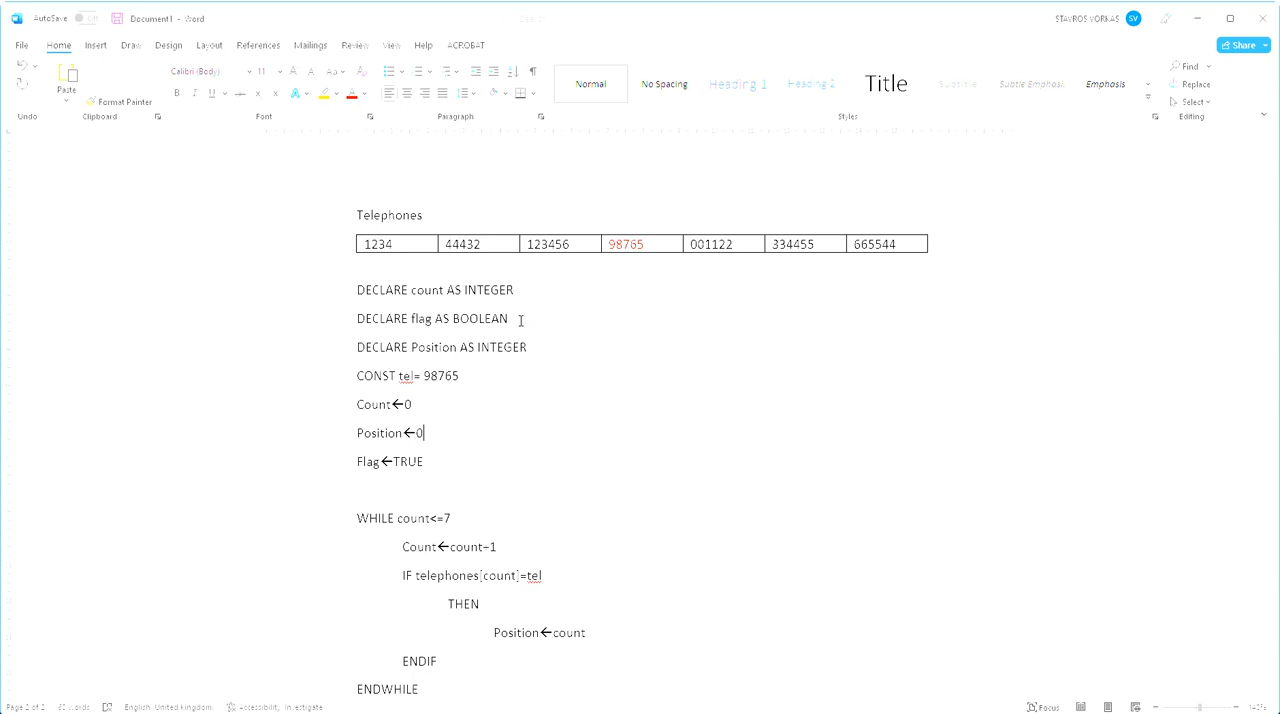 AutoSave Off Document1 - Word Search STAVROS VORKAS SV
File Home Insert Draw Design Layout References Mailings Review View Help ACROBAT Share
Calibri (Body) 11 Aa Normal No Spacing Heading 1 Heading 2 Title Subtitle Subtle Emphasis Emphasis
Paste Format Painter B I U A A
Find
Replace
Select
Undo Clipboard Font Paragraph Styles Editing
Telephones
1234 44432 123456 98765 001122 334455 665544
DECLARE count AS INTEGER
DECLARE flag AS BOOLEAN
DECLARE Position AS INTEGER
CONST tel= 98765
Count←0
Position←0
Flag←TRUE
WHILE count<=7
Count←count+1
IF telephones[count]=tel
THEN
Position←count
ENDIF
ENDWHILE
Page 2 of 2 words English (United Kingdom) Accessibility: Investigate Focus